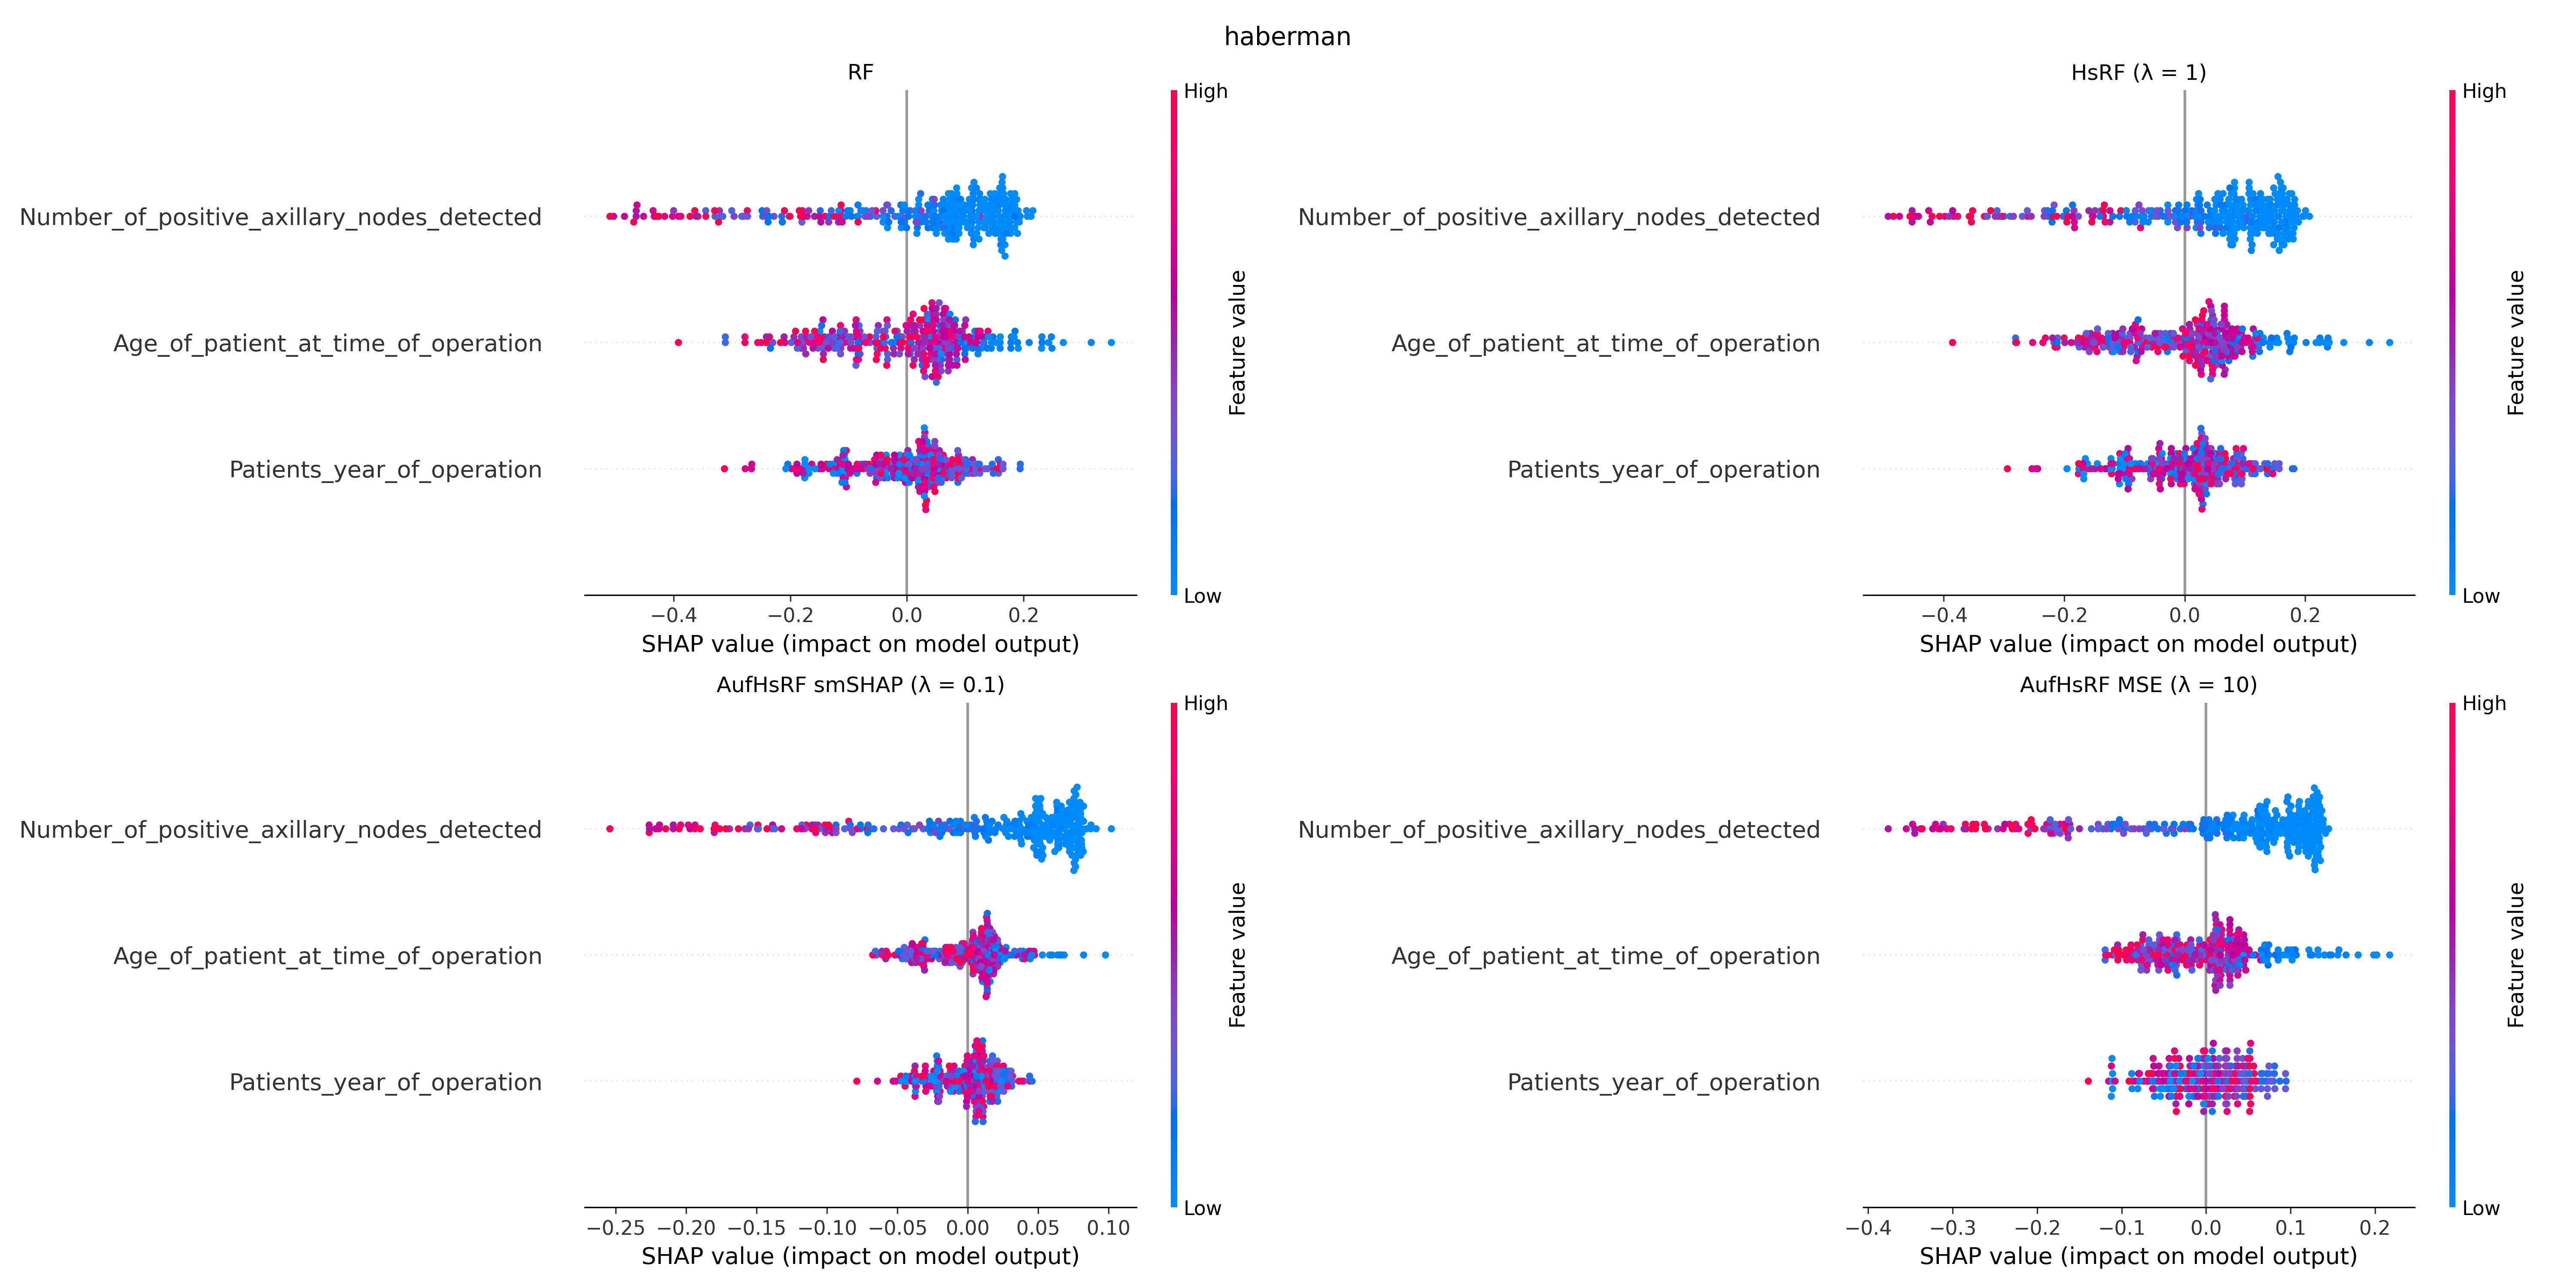 haberman
RF
High
Number_of_positive_axillary_nodes_detected
Age_of_patient_at_time_of_operation
Patients_year_of_operation
Feature value
Low
−0.4 −0.2 0.0 0.2
SHAP value (impact on model output)
HsRF (λ = 1)
High
Number_of_positive_axillary_nodes_detected
Age_of_patient_at_time_of_operation
Patients_year_of_operation
Feature value
Low
−0.4 −0.2 0.0 0.2
SHAP value (impact on model output)
AufHsRF smSHAP (λ = 0.1)
High
Number_of_positive_axillary_nodes_detected
Age_of_patient_at_time_of_operation
Patients_year_of_operation
Feature value
Low
−0.25 −0.20 −0.15 −0.10 −0.05 0.00 0.05 0.10
SHAP value (impact on model output)
AufHsRF MSE (λ = 10)
High
Number_of_positive_axillary_nodes_detected
Age_of_patient_at_time_of_operation
Patients_year_of_operation
Feature value
Low
−0.4 −0.3 −0.2 −0.1 0.0 0.1 0.2
SHAP value (impact on model output)